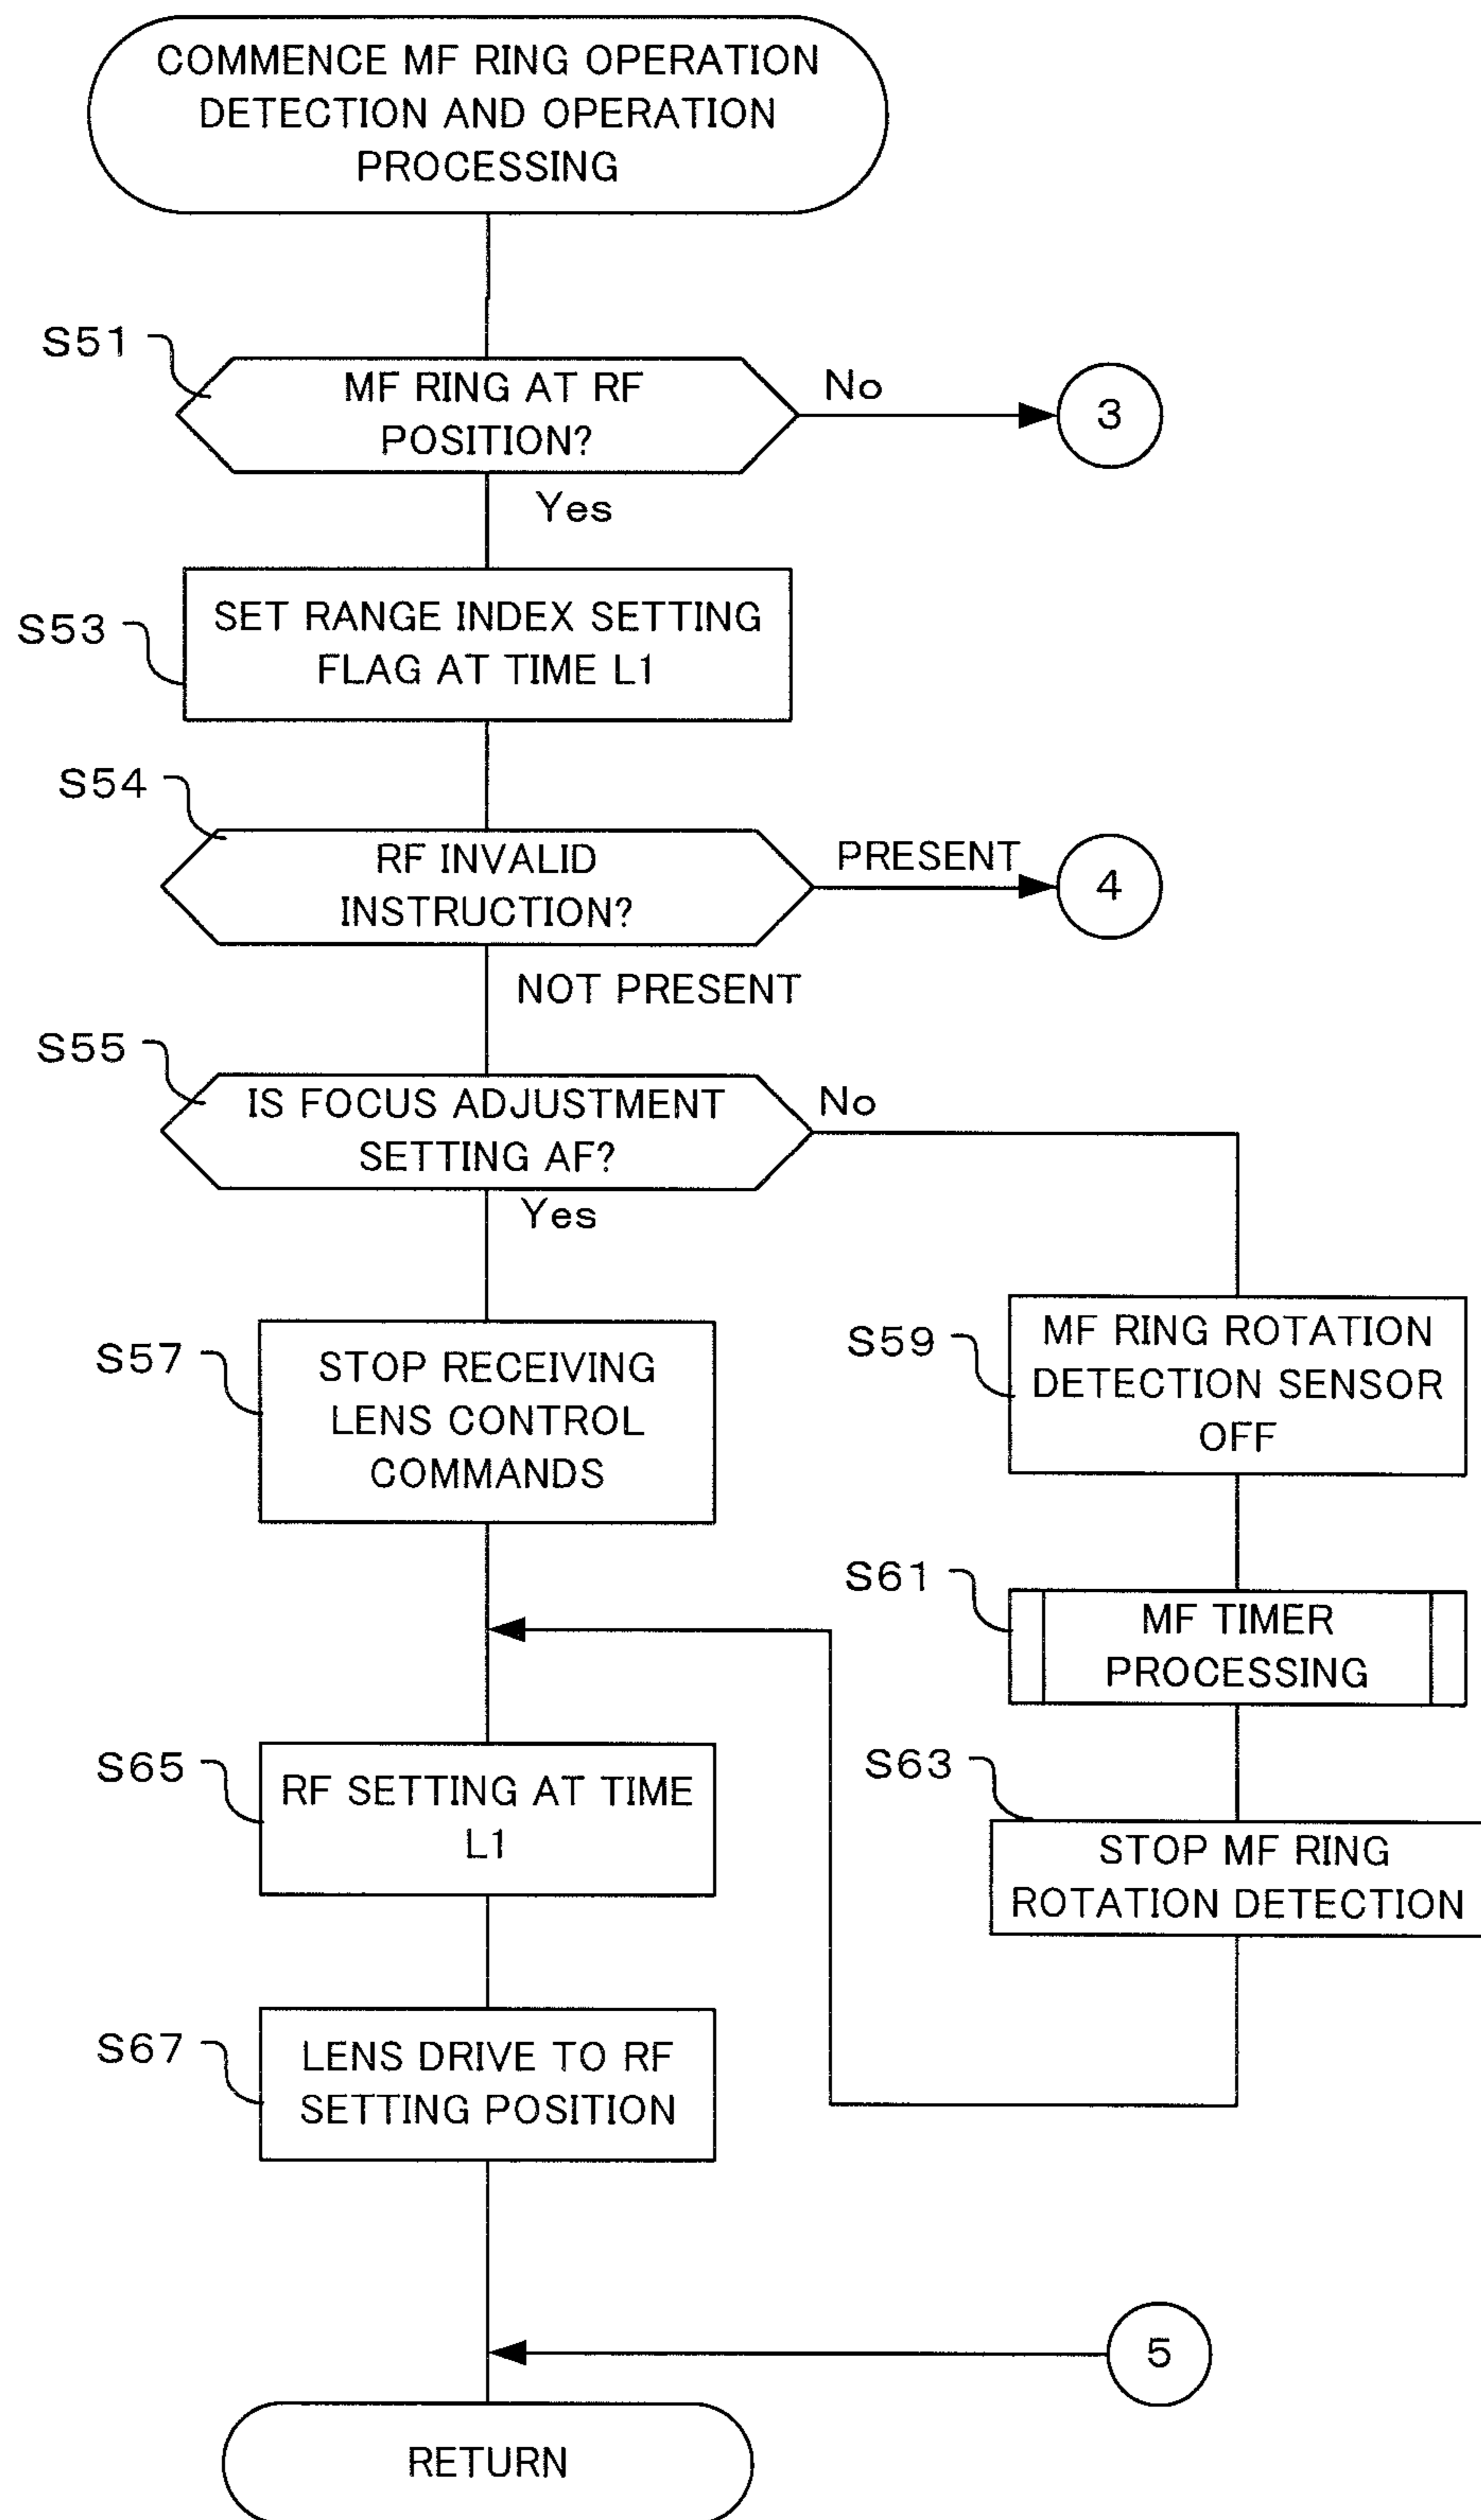 COMMENCE MF RING OPERATION
DETECTION AND OPERATION
PROCESSING
S51
MF RING AT RF
POSITION?
No
3
Yes
S53
SET RANGE INDEX SETTING
FLAG AT TIME L1
S54
RF INVALID
INSTRUCTION?
PRESENT
4
NOT PRESENT
S55
IS FOCUS ADJUSTMENT
SETTING AF?
No
Yes
S57
STOP RECEIVING
LENS CONTROL
COMMANDS
S59
MF RING ROTATION
DETECTION SENSOR
OFF
S61
MF TIMER
PROCESSING
S63
STOP MF RING
ROTATION DETECTION
S65
RF SETTING AT TIME
L1
S67
LENS DRIVE TO RF
SETTING POSITION
5
RETURN